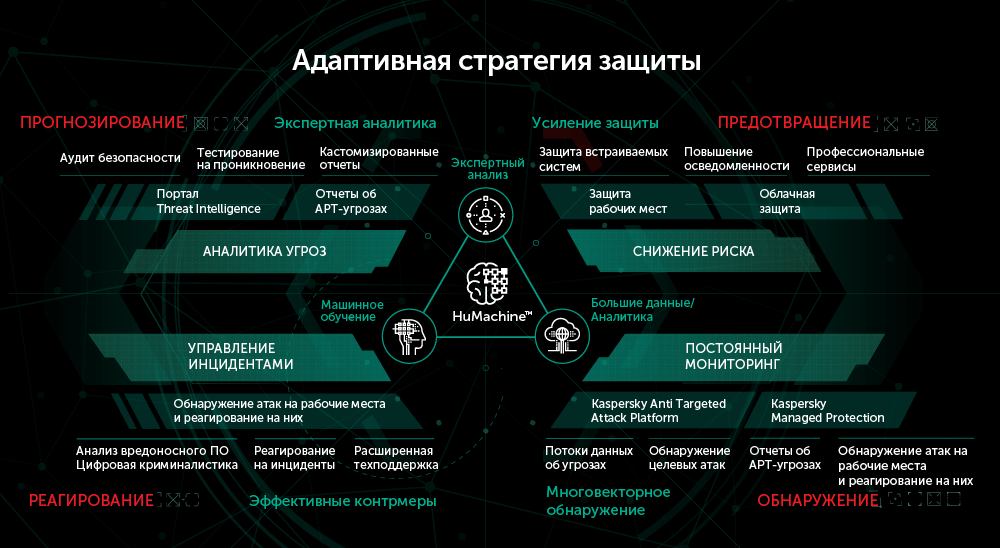 Адаптивная стратегия защиты
ПРОГНОЗИРОВАНИЕ
Экспертная аналитика
Аудит безопасности
Тестирование
на проникновение
Кастомизированные
отчеты
Портал
Threat Intelligence
Отчеты об
APT-угрозах
АНАЛИТИКА УГРОЗ
Усиление защиты
ПРЕДОТВРАЩЕНИЕ
Защита встраиваемых
систем
Повышение
осведомленности
Профессиональные
сервисы
Защита
рабочих мест
Облачная
защита
СНИЖЕНИЕ РИСКА
Экспертный
анализ
HuMachine™
Машинное
обучение
Большие данные/
Аналитика
УПРАВЛЕНИЕ
ИНЦИДЕНТАМИ
Обнаружение атак на рабочие места
и реагирование на них
Анализ вредоносного ПО
Цифровая криминалистика
Реагирование
на инциденты
Расширенная
техподдержка
РЕАГИРОВАНИЕ
Эффективные контрмеры
ПОСТОЯННЫЙ
МОНИТОРИНГ
Kaspersky Anti Targeted
Attack Platform
Kaspersky
Managed Protection
Потоки данных
об угрозах
Обнаружение
целевых атак
Отчеты об
APT-угрозах
Обнаружение атак на
рабочие места
и реагирование на них
Многовекторное
обнаружение
ОБНАРУЖЕНИЕ